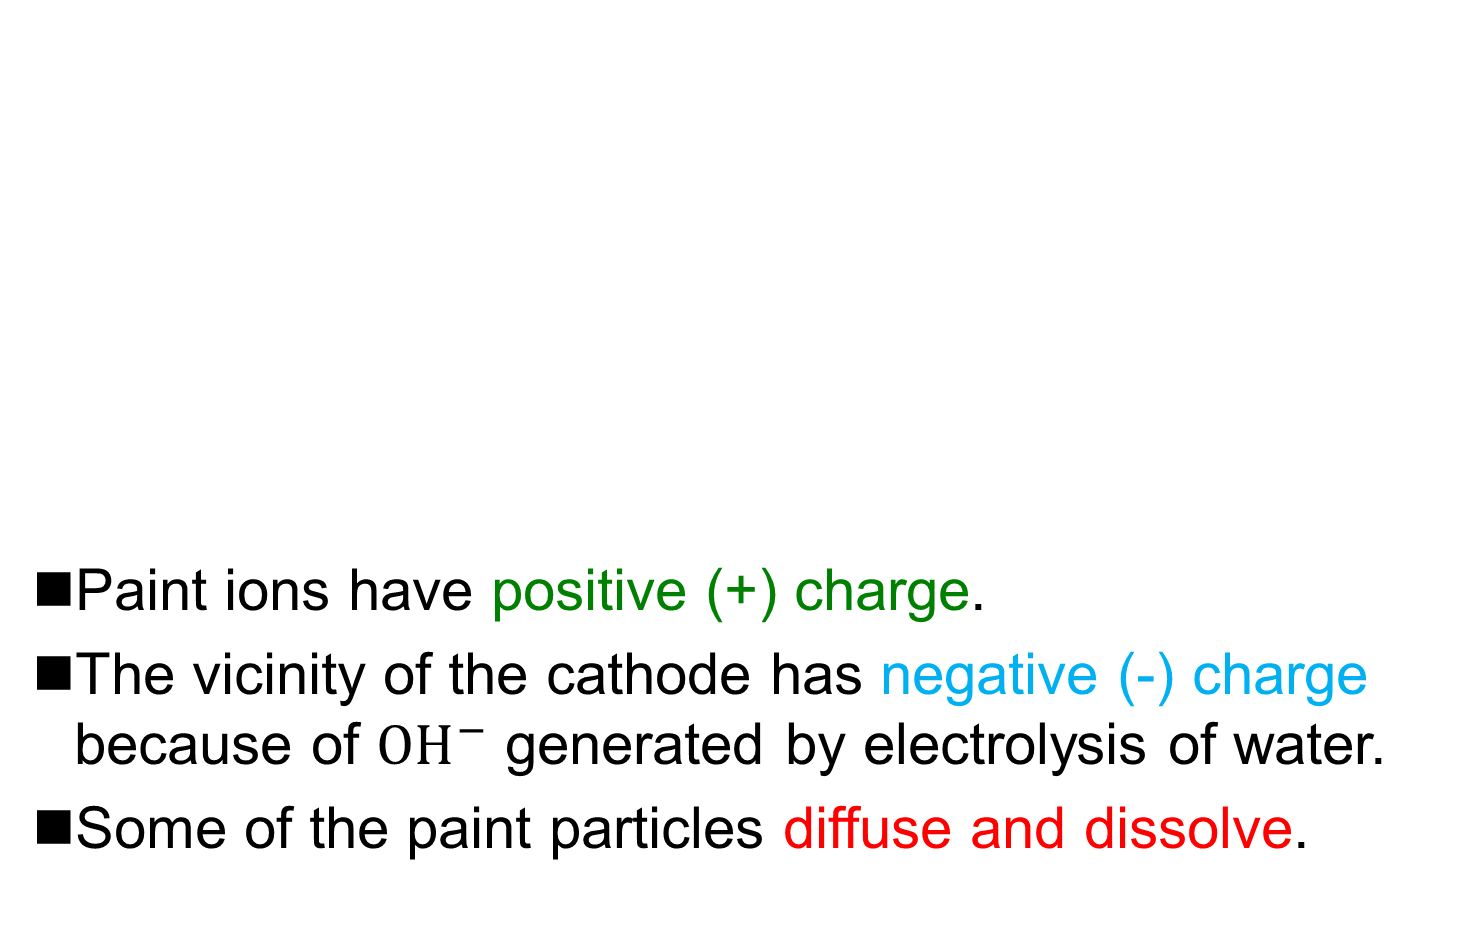 ■Paint ions have positive (+) charge.
■The vicinity of the cathode has negative (-) charge
because of OH⁻ generated by electrolysis of water.
■Some of the paint particles diffuse and dissolve.